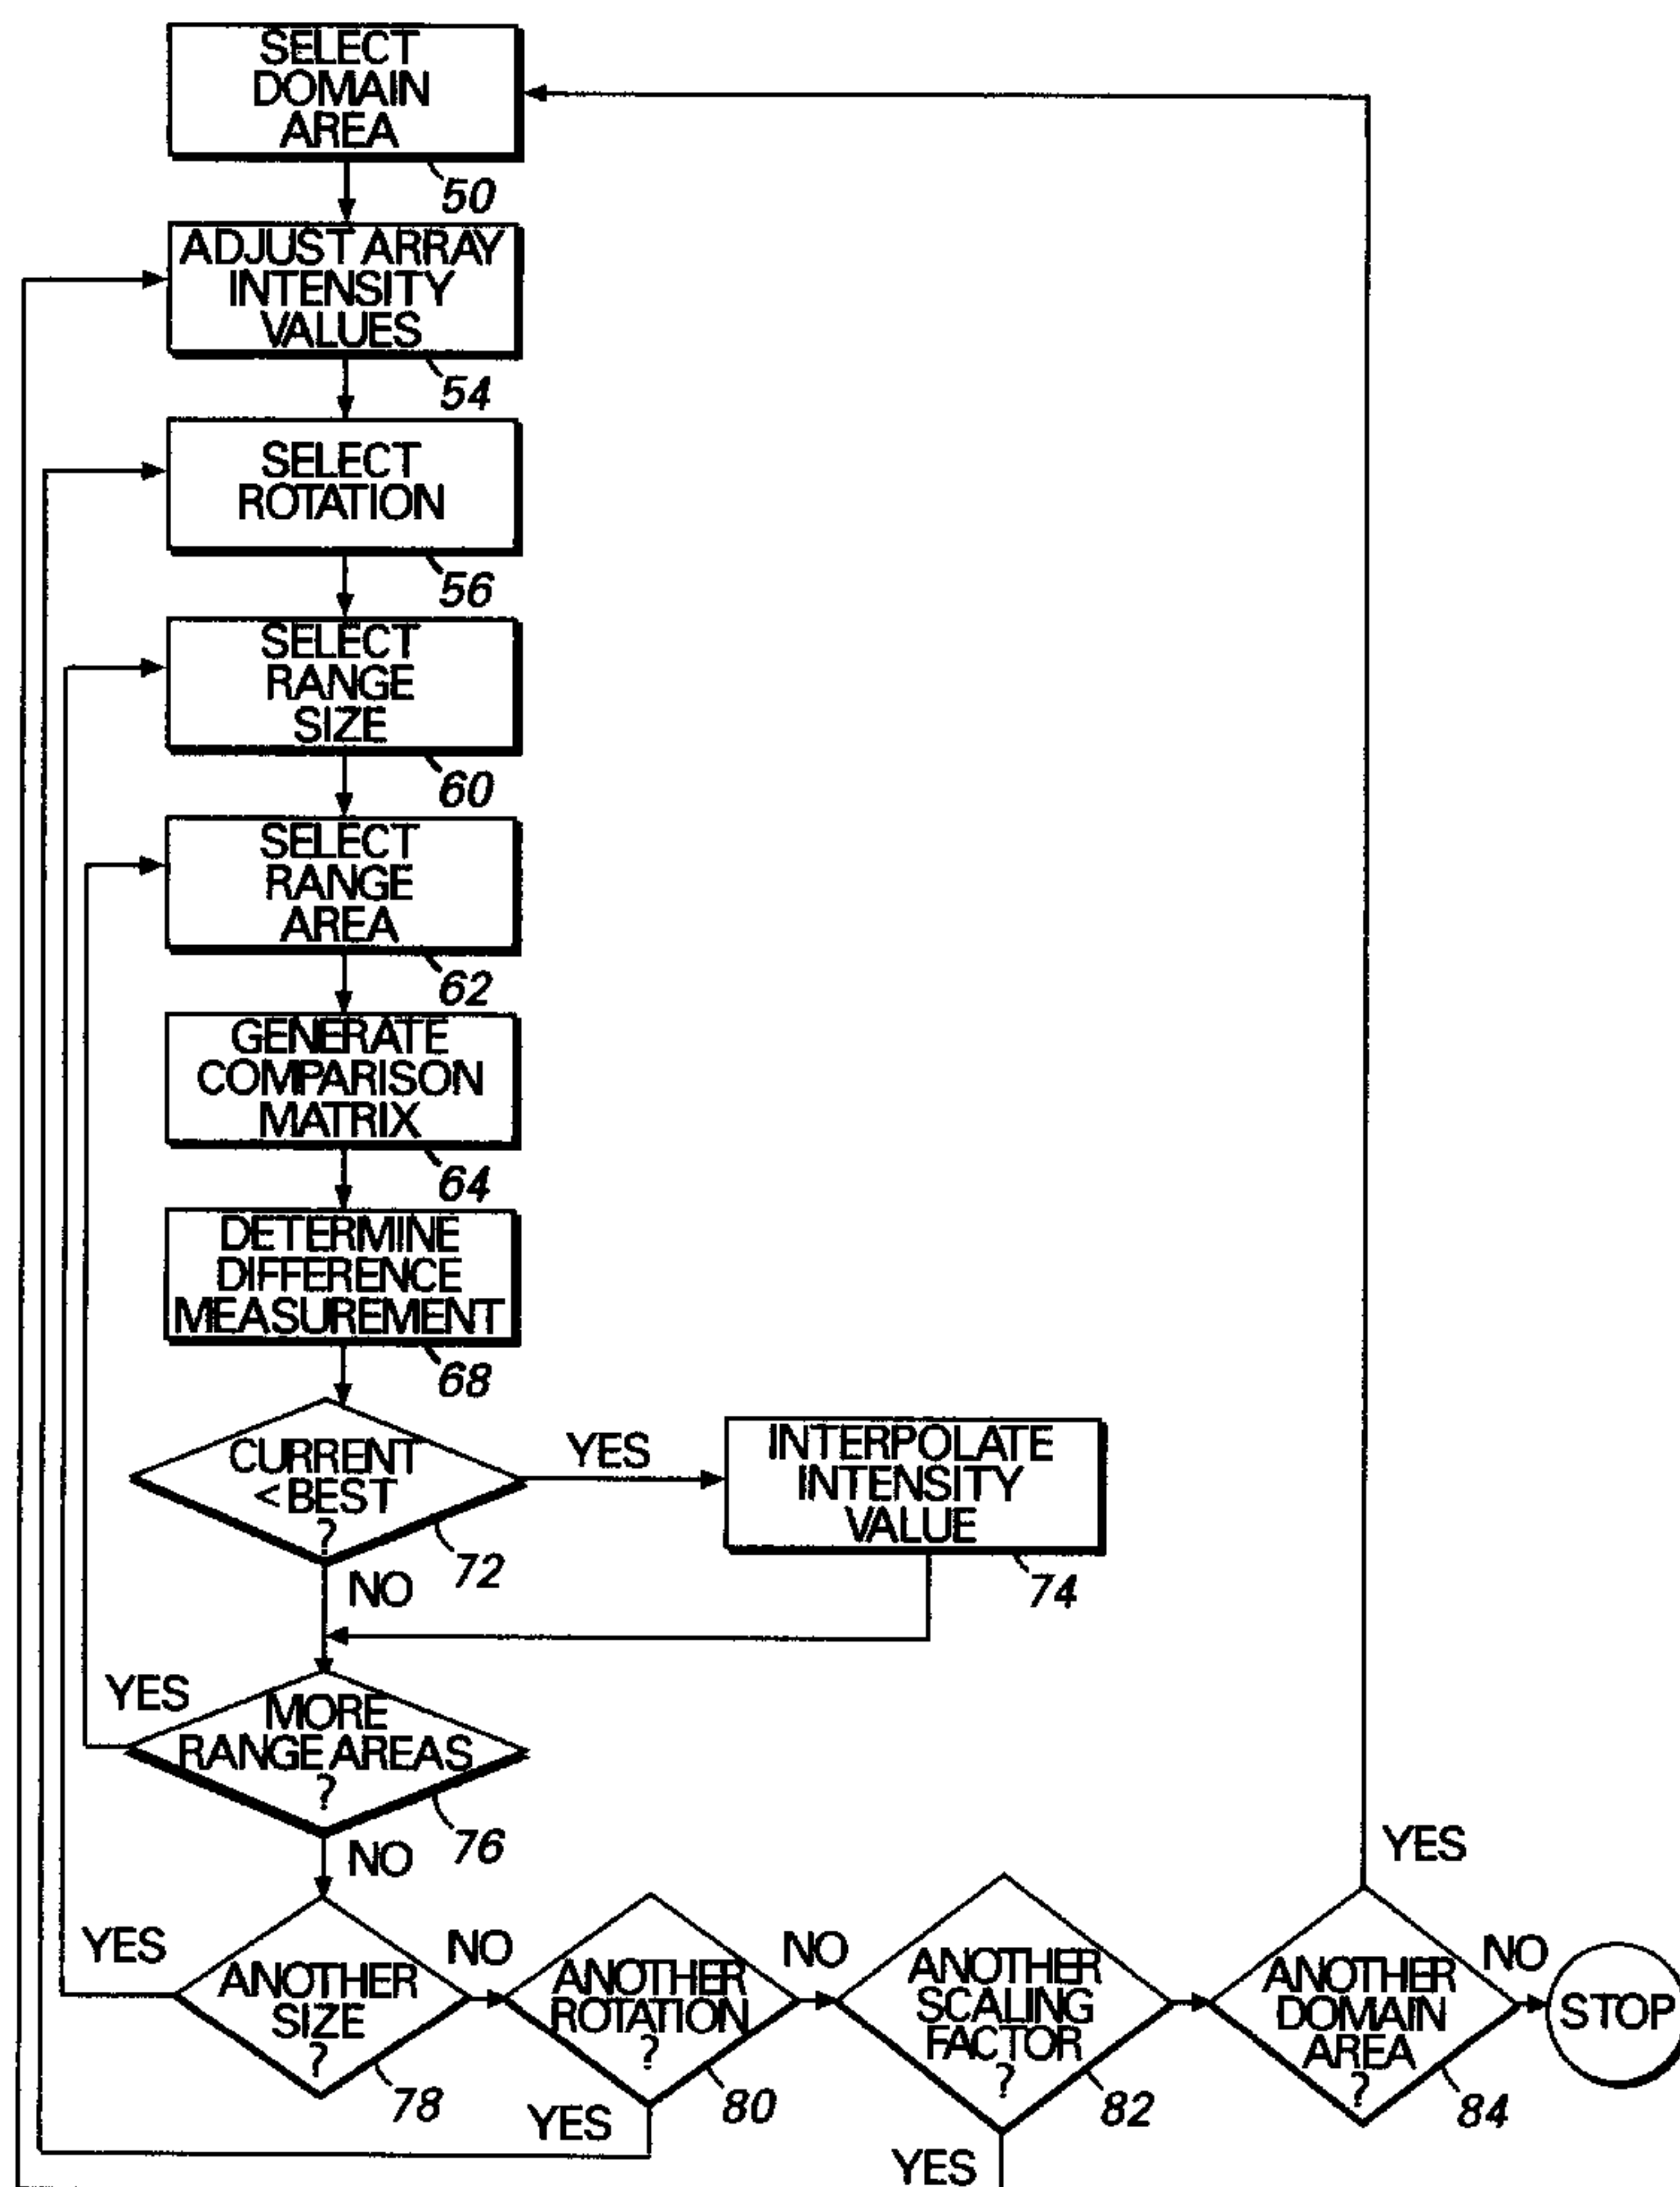 SELECT
DOMAIN
AREA
50
ADJUST ARRAY
INTENSITY
VALUES
54
SELECT
ROTATION
56
SELECT
RANGE
SIZE
60
SELECT
RANGE
AREA
62
GENERATE
COMPARISON
MATRIX
64
DETERMINE
DIFFERENCE
MEASUREMENT
68
CURRENT
< BEST
?
72
YES
INTERPOLATE
INTENSITY
VALUE
74
NO
YES
MORE
RANGE AREAS
?
76
NO
YES
ANOTHER
SIZE
?
78
NO
ANOTHER
ROTATION
?
80
YES
NO
ANOTHER
SCALING
FACTOR
?
82
YES
ANOTHER
DOMAIN
AREA
?
84
YES
NO
STOP